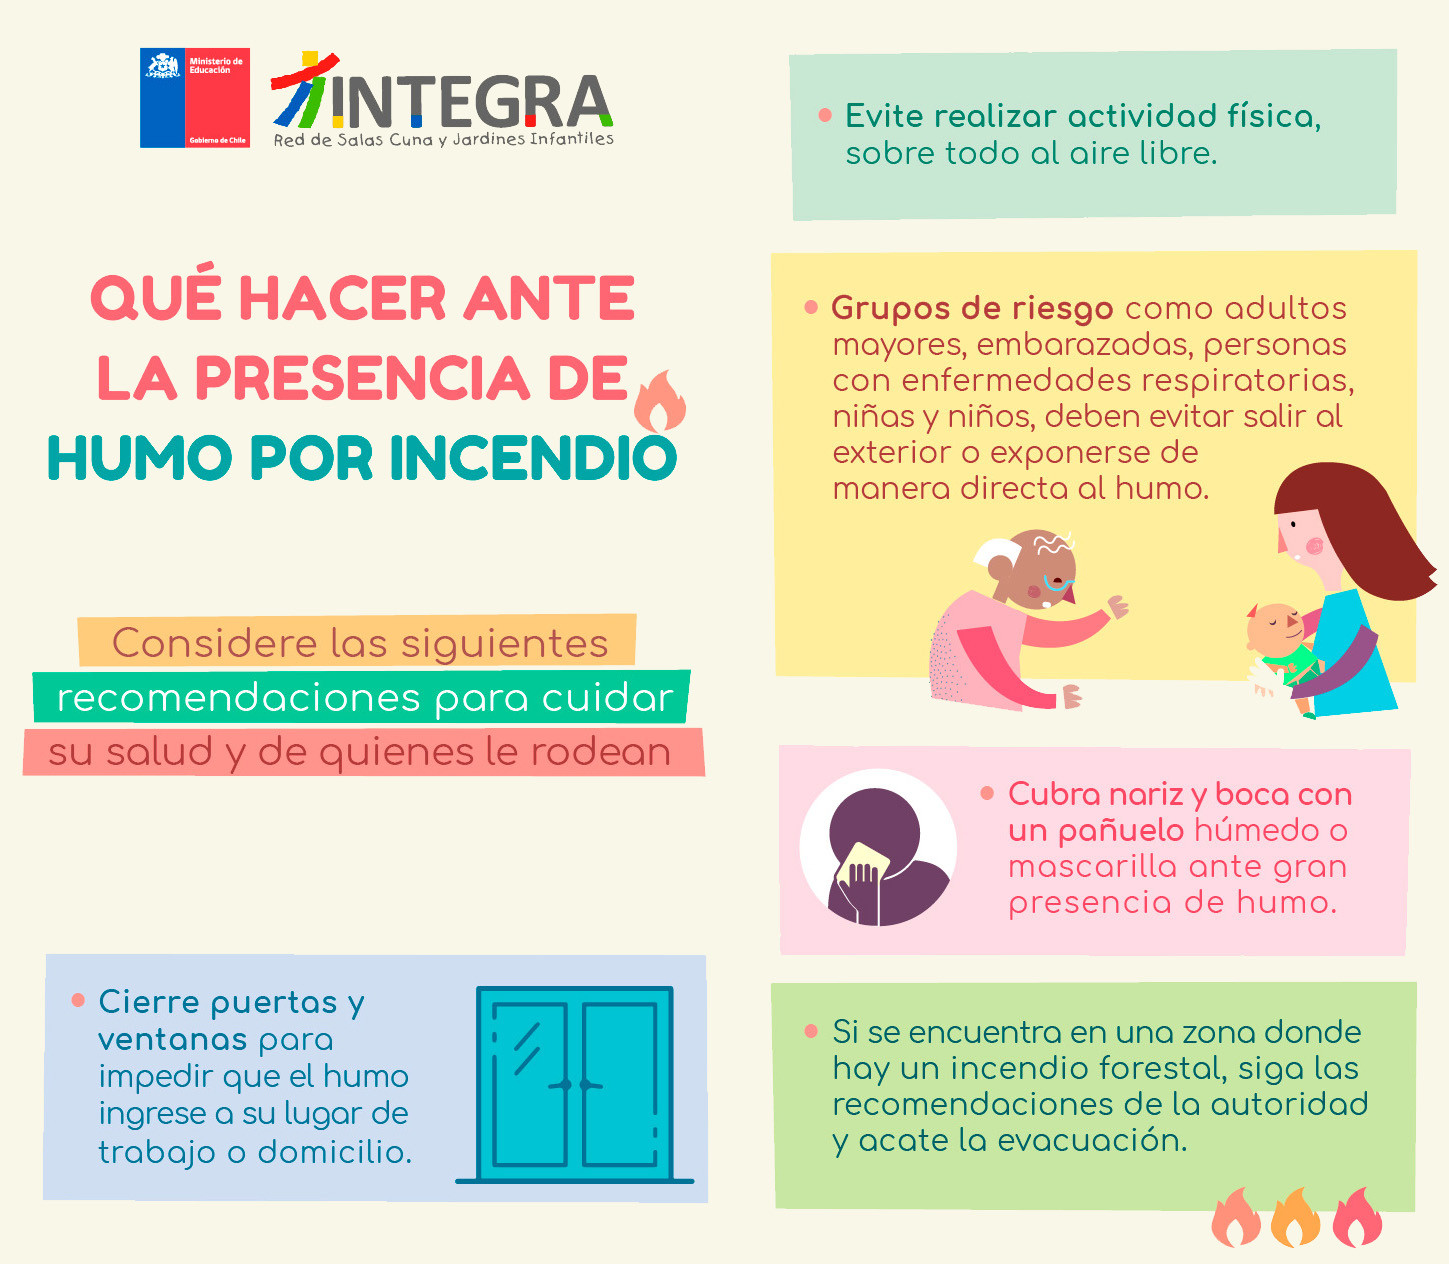 Ministerio de
Educación
Gobierno de Chile
INTEGRA
Red de Salas Cuna y Jardines Infantiles
QUÉ HACER ANTE
LA PRESENCIA DE
HUMO POR INCENDIO
Considere las siguientes
recomendaciones para cuidar
su salud y de quienes le rodean
• Cierre puertas y
ventanas para
impedir que el humo
ingrese a su lugar de
trabajo o domicilio.
• Evite realizar actividad física,
sobre todo al aire libre.
• Grupos de riesgo como adultos
mayores, embarazadas, personas
con enfermedades respiratorias,
niñas y niños, deben evitar salir al
exterior o exponerse de
manera directa al humo.
• Cubra nariz y boca con
un pañuelo húmedo o
mascarilla ante gran
presencia de humo.
• Si se encuentra en una zona donde
hay un incendio forestal, siga las
recomendaciones de la autoridad
y acate la evacuación.